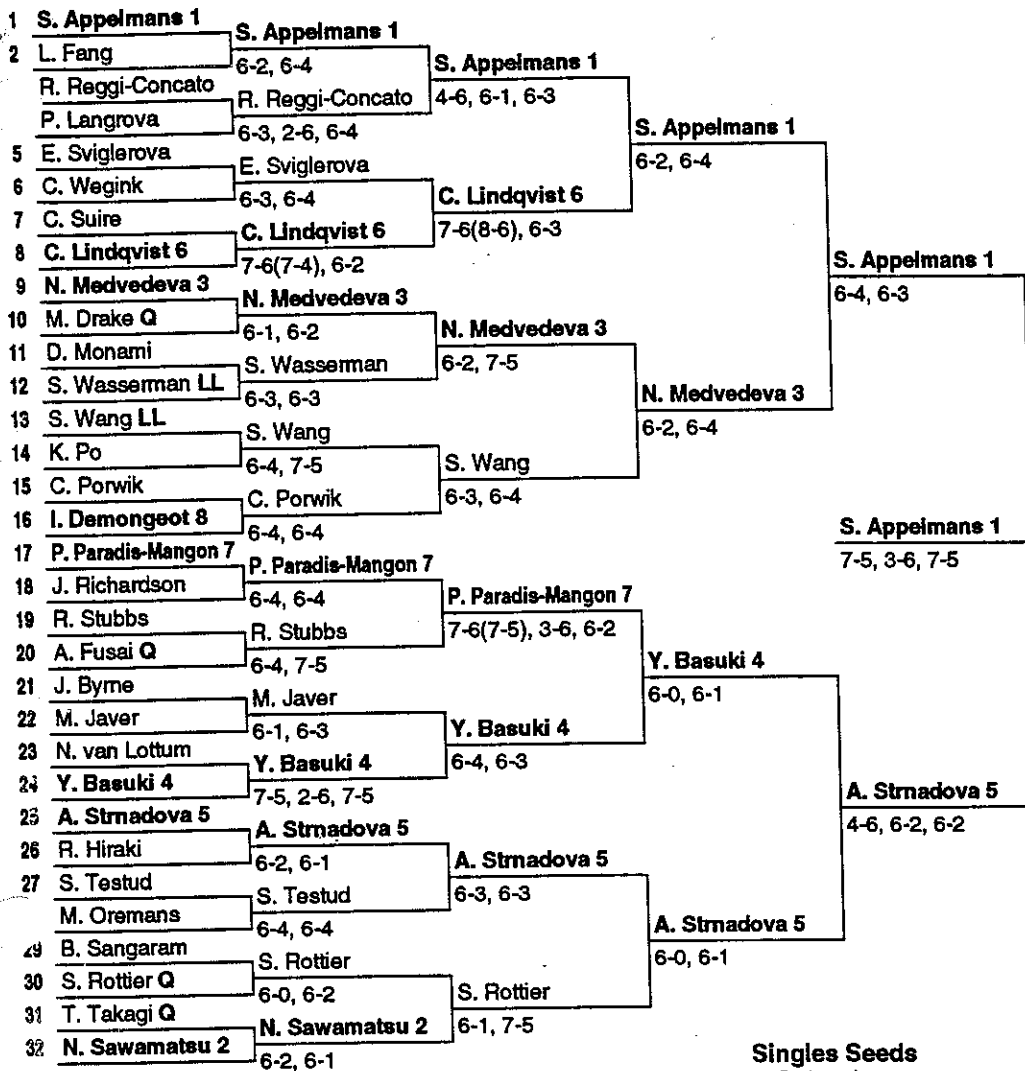 1 S. Appelmans 1
2 L. Fang
R. Reggi-Concato
P. Langrova
5 E. Sviglerova
6 C. Wegink
7 C. Suire
8 C. Lindqvist 6
9 N. Medvedeva 3
10 M. Drake Q
11 D. Monami
12 S. Wasserman LL
13 S. Wang LL
14 K. Po
15 C. Porwik
16 I. Demongeot 8
17 P. Paradis-Mangon 7
18 J. Richardson
19 R. Stubbs
20 A. Fusai Q
21 J. Byrne
22 M. Javer
23 N. van Lottum
24 Y. Basuki 4
25 A. Strnadova 5
26 R. Hiraki
27 S. Testud
M. Oremans
29 B. Sangaram
30 S. Rottier Q
31 T. Takagi Q
32 N. Sawamatsu 2
S. Appelmans 1
6-2, 6-4
R. Reggi-Concato
6-3, 2-6, 6-4
E. Sviglerova
6-3, 6-4
C. Lindqvist 6
7-6(7-4), 6-2
N. Medvedeva 3
6-1, 6-2
S. Wasserman
6-3, 6-3
S. Wang
6-4, 7-5
C. Porwik
6-4, 6-4
P. Paradis-Mangon 7
6-4, 6-4
R. Stubbs
6-4, 7-5
M. Javer
6-1, 6-3
Y. Basuki 4
7-5, 2-6, 7-5
A. Strnadova 5
6-2, 6-1
S. Testud
6-4, 6-4
S. Rottier
6-0, 6-2
N. Sawamatsu 2
6-2, 6-1
S. Appelmans 1
4-6, 6-1, 6-3
C. Lindqvist 6
7-6(8-6), 6-3
N. Medvedeva 3
6-2, 7-5
S. Wang
6-3, 6-4
P. Paradis-Mangon 7
7-6(7-5), 3-6, 6-2
Y. Basuki 4
6-4, 6-3
A. Strnadova 5
6-3, 6-3
S. Rottier
6-1, 7-5
S. Appelmans 1
6-2, 6-4
N. Medvedeva 3
6-2, 6-4
Y. Basuki 4
6-0, 6-1
A. Strnadova 5
6-0, 6-1
S. Appelmans 1
6-4, 6-3
A. Strnadova 5
4-6, 6-2, 6-2
S. Appelmans 1
7-5, 3-6, 7-5
Singles Seeds